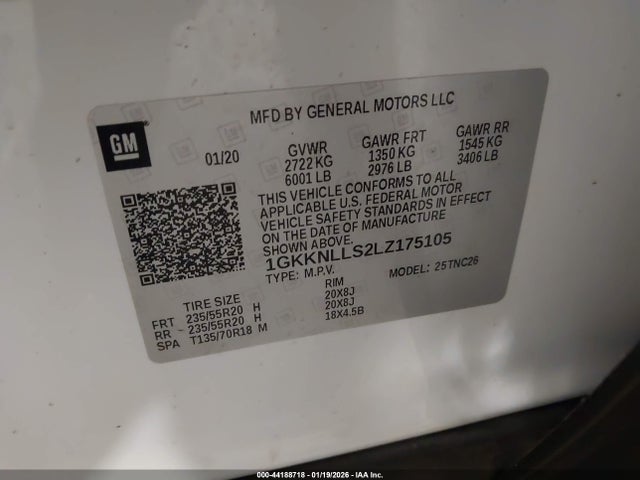 MFD BY GENERAL MOTORS LLC
GM
01/20
GVWR
2722 KG
6001 LB
GAWR FRT
1350 KG
2976 LB
GAWR RR
1545 KG
3406 LB
THIS VEHICLE CONFORMS TO ALL
APPLICABLE U.S. FEDERAL MOTOR
VEHICLE SAFETY STANDARDS IN EFFECT
ON THE DATE OF MANUFACTURE
SHOWN ABOVE.
1GKKNLLS2LZ175105
TYPE: M.P.V. MODEL: 25TNC26
TIRE SIZE RIM
FRT 235/55R20 H 20X8J
RR 235/55R20 H 20X8J
SPA T135/70R18 M 18X4.5B
000-44188718 - 01/19/2026 - IAA Inc.